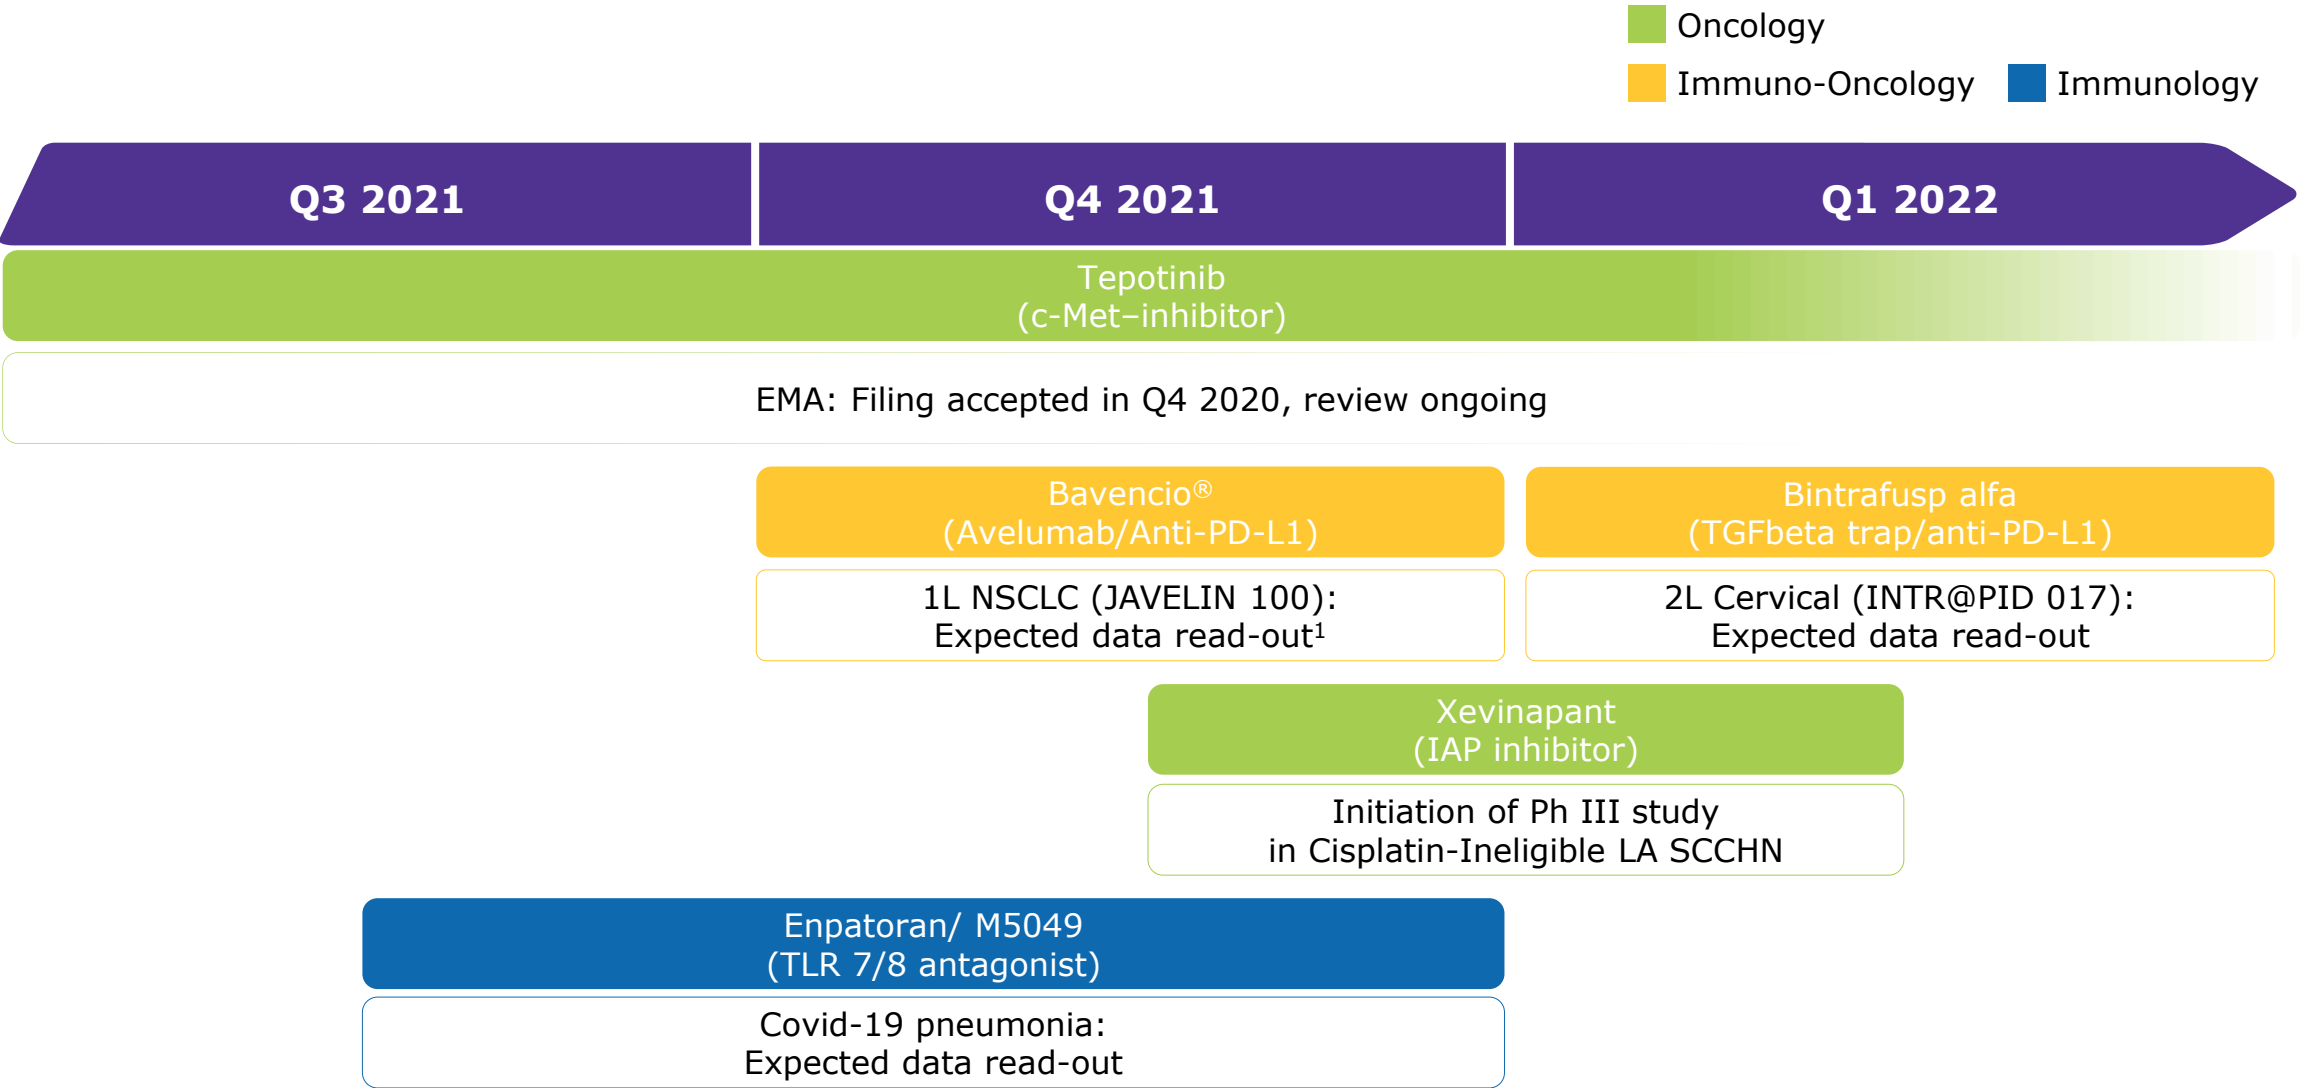 Oncology
Immuno-Oncology
Immunology
Q3 2021
Q4 2021
Q1 2022
Tepotinib
(c-Met–inhibitor)
EMA: Filing accepted in Q4 2020, review ongoing
Bavencio®
(Avelumab/Anti-PD-L1)
1L NSCLC (JAVELIN 100):
Expected data read-out¹
Bintrafusp alfa
(TGFbeta trap/anti-PD-L1)
2L Cervical (INTR@PID 017):
Expected data read-out
Xevinapant
(IAP inhibitor)
Initiation of Ph III study
in Cisplatin-Ineligible LA SCCHN
Enpatoran/ M5049
(TLR 7/8 antagonist)
Covid-19 pneumonia:
Expected data read-out